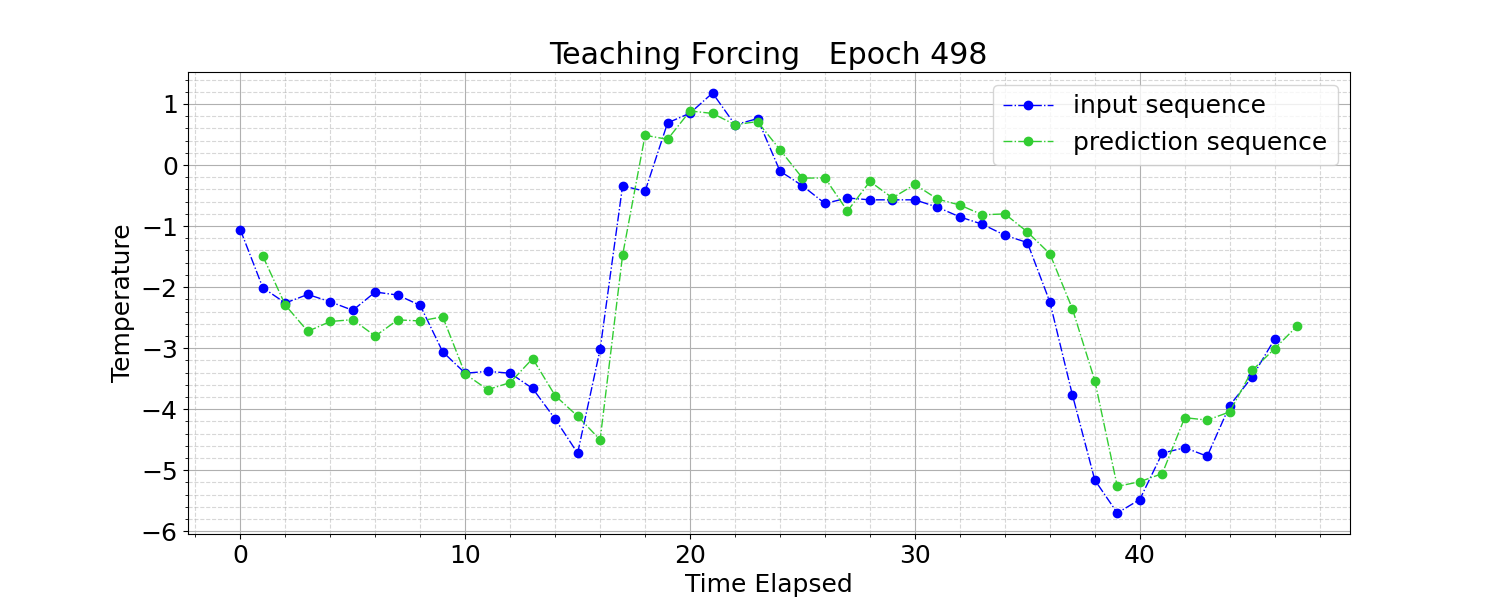 Teaching Forcing   Epoch 498
input sequence
prediction sequence
Temperature
1
0
−1
−2
−3
−4
−5
−6
0 10 20 30 40
Time Elapsed